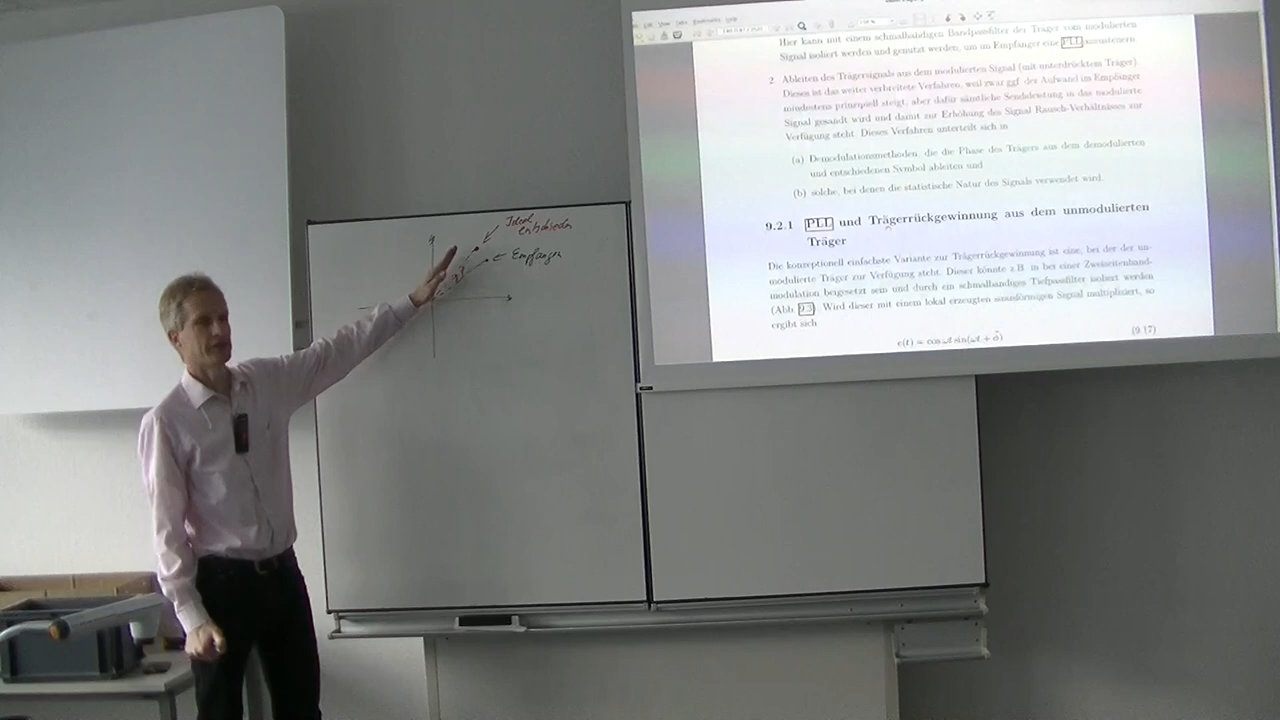 Ideal
entschieden
Empfangen
Hier kann mit einem schmalbandigen Bandpassfilter der Träger vom modulierten
Signal isoliert werden und genutzt werden, um im Empfänger eine PLL anzusteuern.
2 Ableiten des Trägersignals aus dem modulierten Signal (mit unterdrücktem Träger).
Dieses ist das weiter verbreitete Verfahren, weil zwar ggf. der Aufwand im Empfänger
mindestens prinzipiell steigt, aber dafür sämtliche Sendeleistung in das modulierte
Signal gesandt wird und damit zur Erhöhung des Signal Rausch-Verhältnisses zur
Verfügung steht. Dieses Verfahren unterteilt sich in
(a) Demodulationsmethoden, die die Phase des Trägers aus dem demodulierten
und entschiedenen Symbol ableiten und
(b) solche, bei denen die statistische Natur des Signals verwendet wird.
9.2.1 PLL und Trägerrückgewinnung aus dem unmodulierten
Träger
Die konzeptionell einfachste Variante zur Trägerrückgewinnung ist eine, bei der der un-
modulierte Träger zur Verfügung steht. Dieser könnte z.B. in bei einer Zweiseitenband-
modulation beigesetzt sein und durch ein schmalbandiges Tiefpassfilter isoliert werden
(Abb. 9.3). Wird dieser mit einem lokal erzeugten sinusförmigen Signal multipliziert, so
ergibt sich
e(t) = cos ωt sin(ωt + φ̂) (9.17)